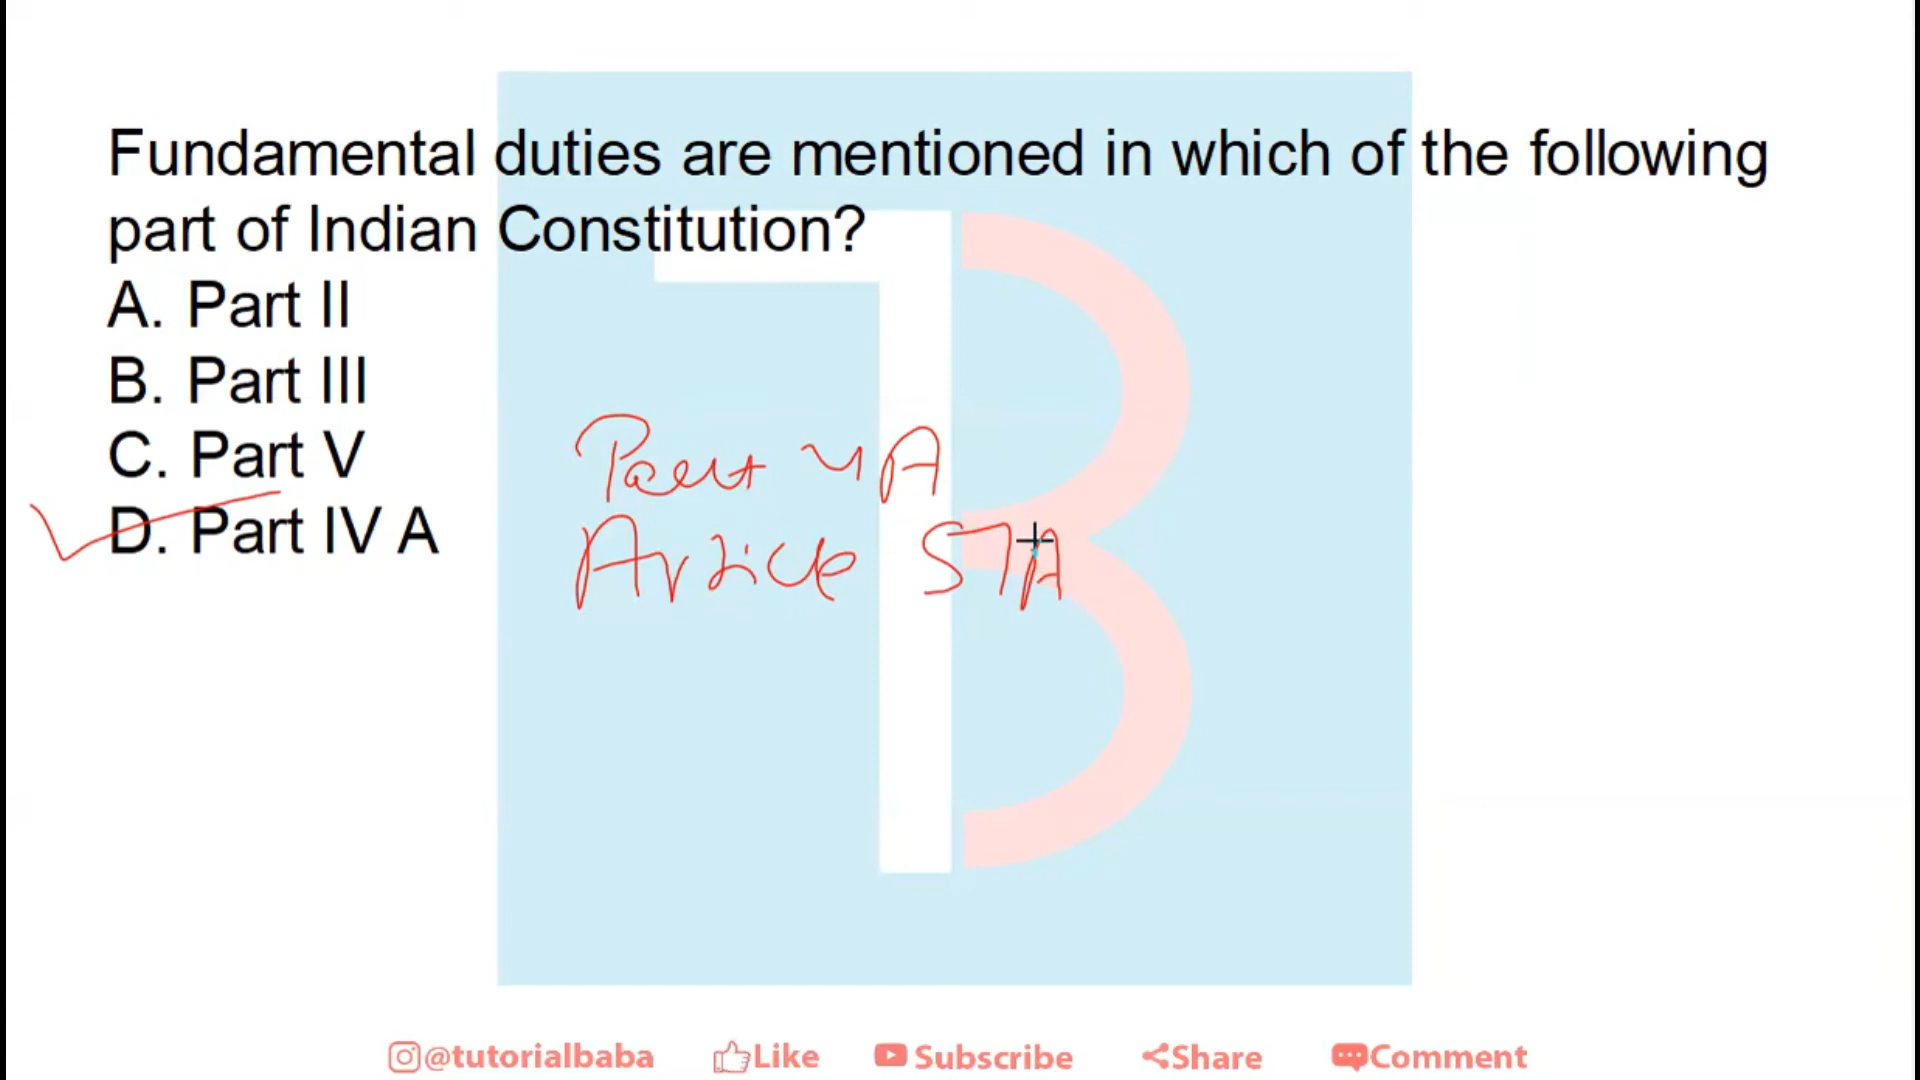 Fundamental duties are mentioned in which of the following
part of Indian Constitution?
A. Part II
B. Part III
C. Part V
D. Part IV A
Part 4 A
Article 51A
@tutorialbaba Like Subscribe Share Comment